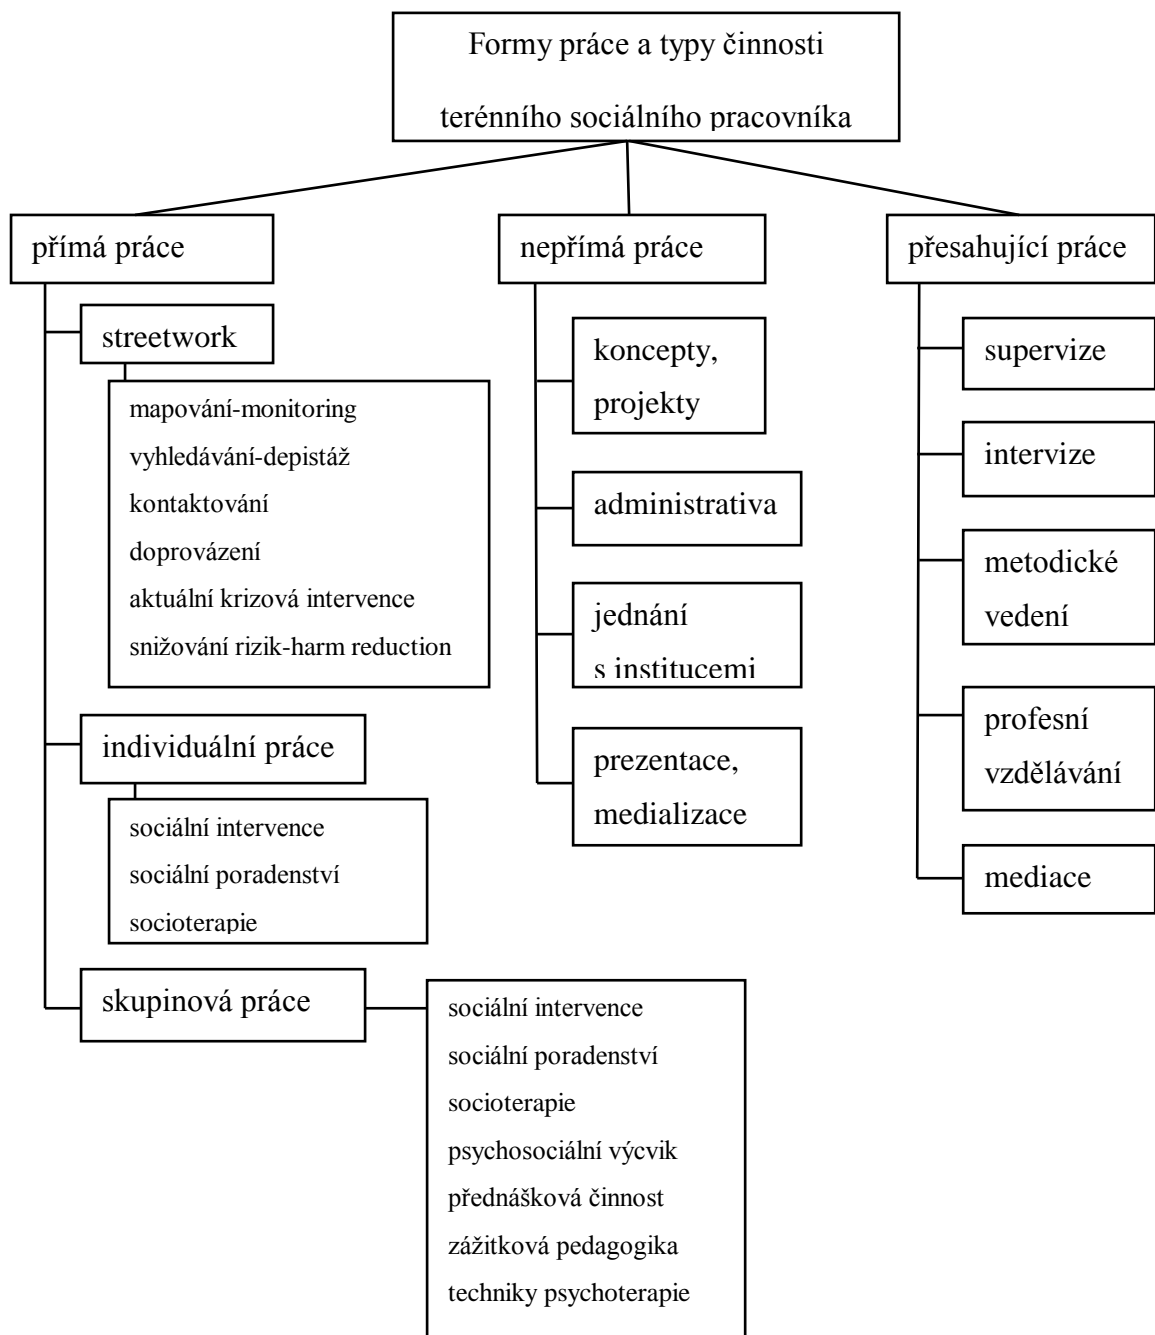 Formy práce a typy činnosti
terénního sociálního pracovníka
přímá práce
streetwork
mapování-monitoring
vyhledávání-depistáž
kontaktování
doprovázení
aktuální krizová intervence
snižování rizik-harm reduction
individuální práce
sociální intervence
sociální poradenství
socioterapie
skupinová práce
sociální intervence
sociální poradenství
socioterapie
psychosociální výcvik
přednášková činnost
zážitková pedagogika
techniky psychoterapie
nepřímá práce
koncepty,
projekty
administrativa
jednání
s institucemi
prezentace,
medializace
přesahující práce
supervize
intervize
metodické
vedení
profesní
vzdělávání
mediace